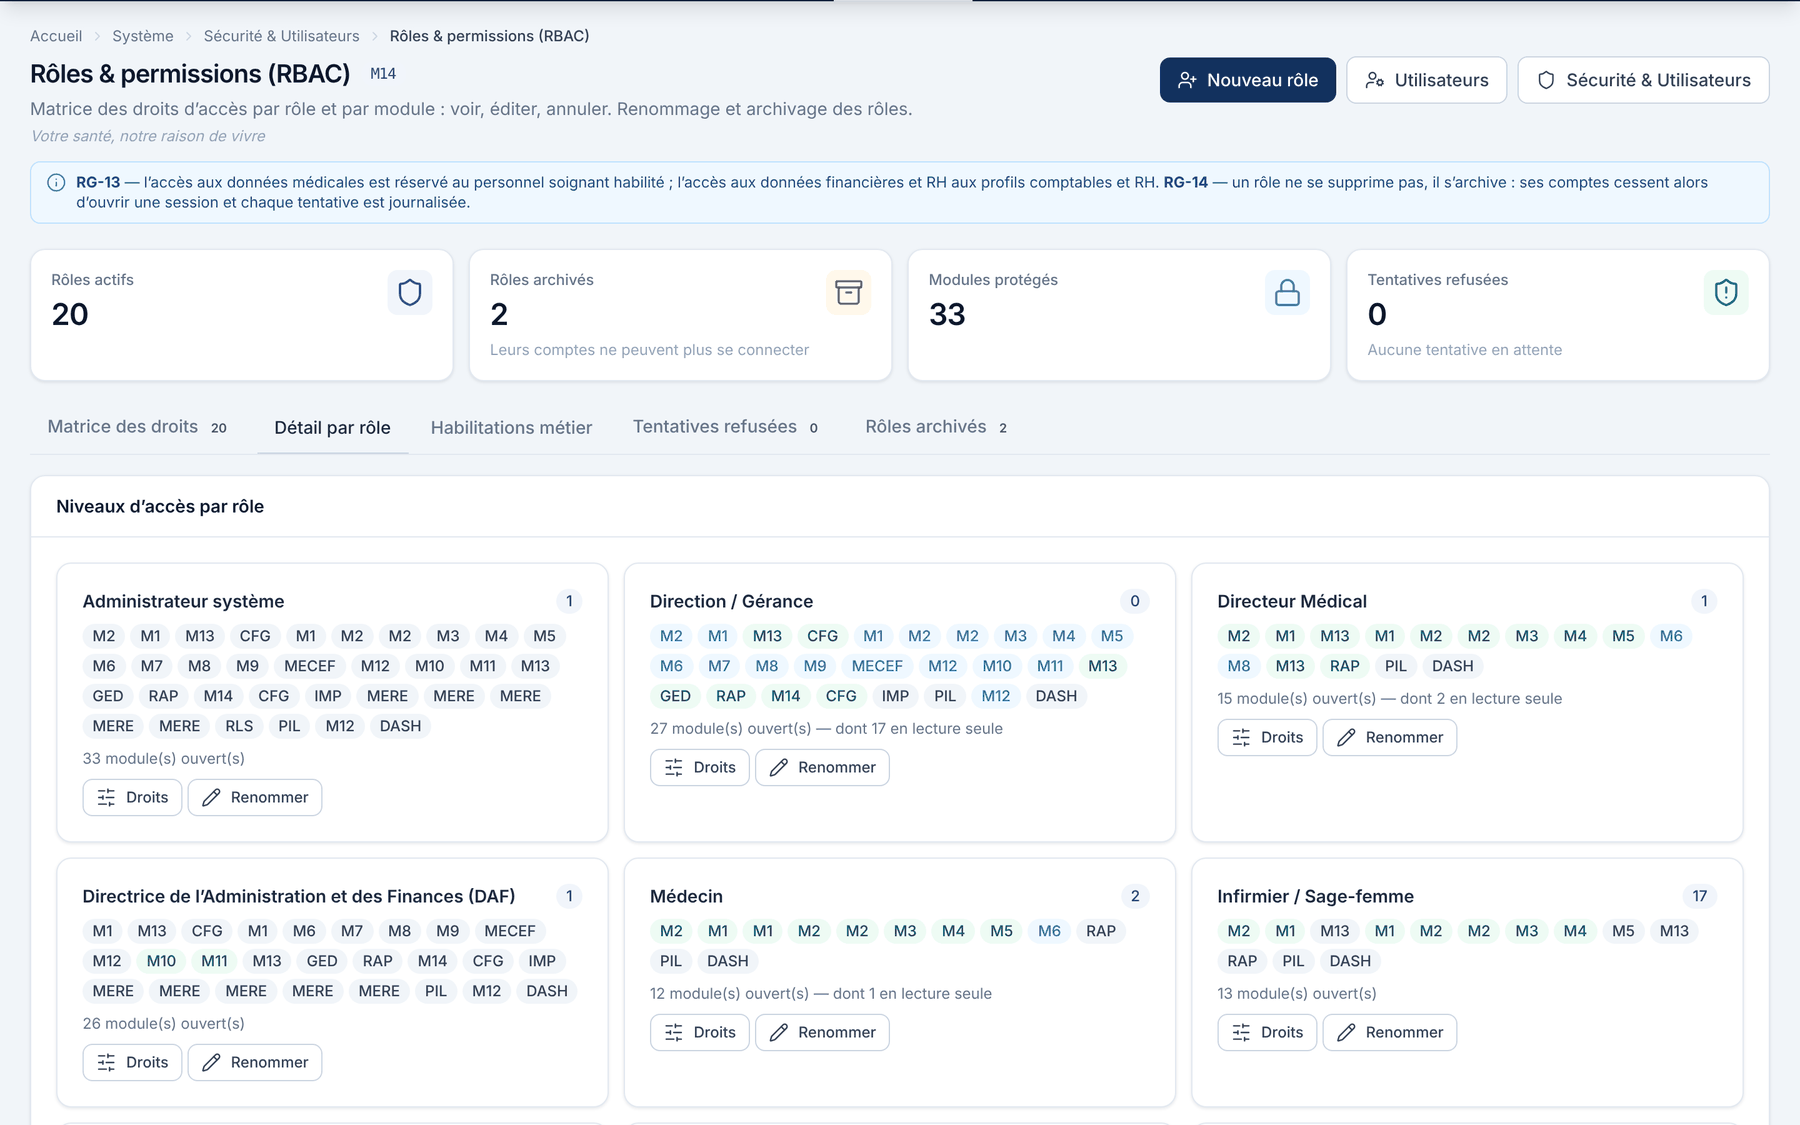 Accueil > Système > Sécurité & Utilisateurs > Rôles & permissions (RBAC)
Rôles & permissions (RBAC) M14
Nouveau rôle
Utilisateurs
Sécurité & Utilisateurs
Matrice des droits d’accès par rôle et par module : voir, éditer, annuler. Renommage et archivage des rôles.
Votre santé, notre raison de vivre
RG-13 — l’accès aux données médicales est réservé au personnel soignant habilité ; l’accès aux données financières et RH aux profils comptables et RH. RG-14 — un rôle ne se supprime pas, il s’archive : ses comptes cessent alors
d’ouvrir une session et chaque tentative est journalisée.
Rôles actifs
20
Rôles archivés
2
Leurs comptes ne peuvent plus se connecter
Modules protégés
33
Tentatives refusées
0
Aucune tentative en attente
Matrice des droits 20
Détail par rôle
Habilitations métier
Tentatives refusées 0
Rôles archivés 2
Niveaux d’accès par rôle
Administrateur système 1
M2 M1 M13 CFG M1 M2 M2 M3 M4 M5
M6 M7 M8 M9 MECEF M12 M10 M11 M13
GED RAP M14 CFG IMP MERE MERE MERE
MERE MERE RLS PIL M12 DASH
33 module(s) ouvert(s)
Droits Renommer
Direction / Gérance 0
M2 M1 M13 CFG M1 M2 M2 M3 M4 M5
M6 M7 M8 M9 MECEF M12 M10 M11 M13
GED RAP M14 CFG IMP PIL M12 DASH
27 module(s) ouvert(s) — dont 17 en lecture seule
Droits Renommer
Directeur Médical 1
M2 M1 M13 M1 M2 M2 M3 M4 M5 M6
M8 M13 RAP PIL DASH
15 module(s) ouvert(s) — dont 2 en lecture seule
Droits Renommer
Directrice de l’Administration et des Finances (DAF) 1
M1 M13 CFG M1 M6 M7 M8 M9 MECEF
M12 M10 M11 M13 GED RAP M14 CFG IMP
MERE MERE MERE MERE MERE PIL M12 DASH
26 module(s) ouvert(s)
Droits Renommer
Médecin 2
M2 M1 M1 M2 M2 M3 M4 M5 M6 RAP
PIL DASH
12 module(s) ouvert(s) — dont 1 en lecture seule
Droits Renommer
Infirmier / Sage-femme 17
M2 M1 M13 M1 M2 M2 M3 M4 M5 M13
RAP PIL DASH
13 module(s) ouvert(s)
Droits Renommer